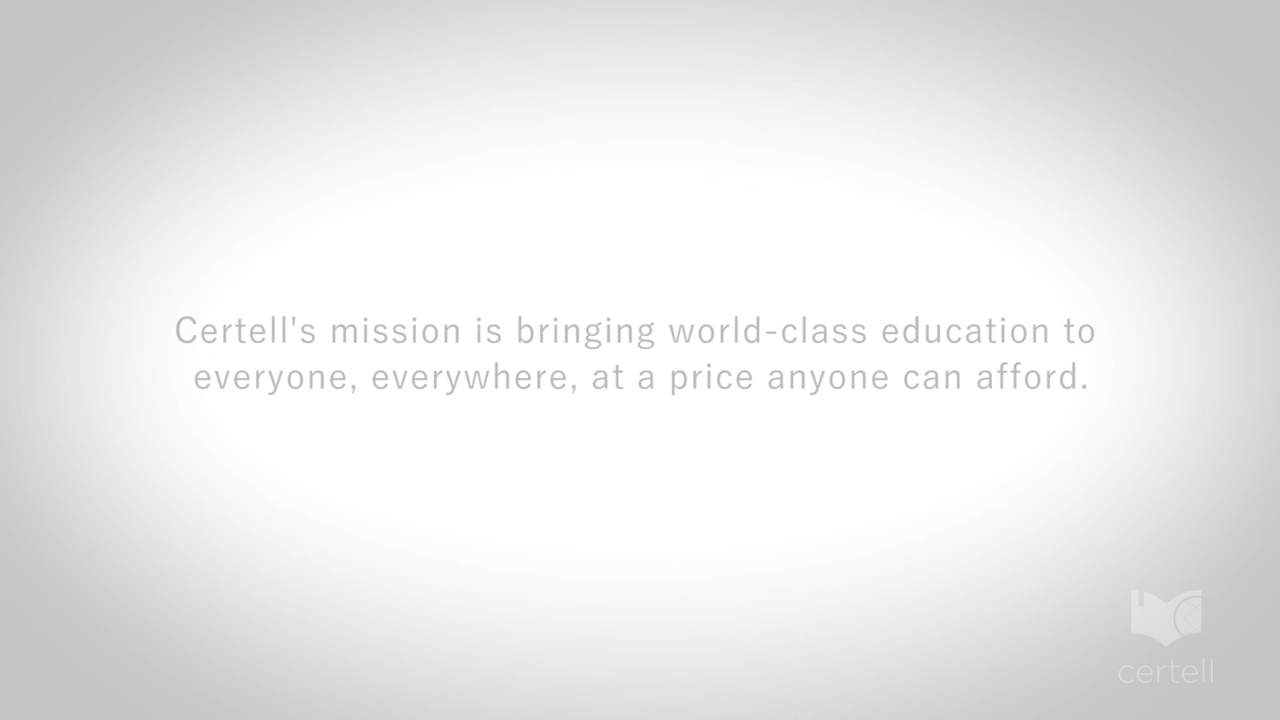 Certell's mission is bringing world-class education to
everyone, everywhere, at a price anyone can afford.
certell